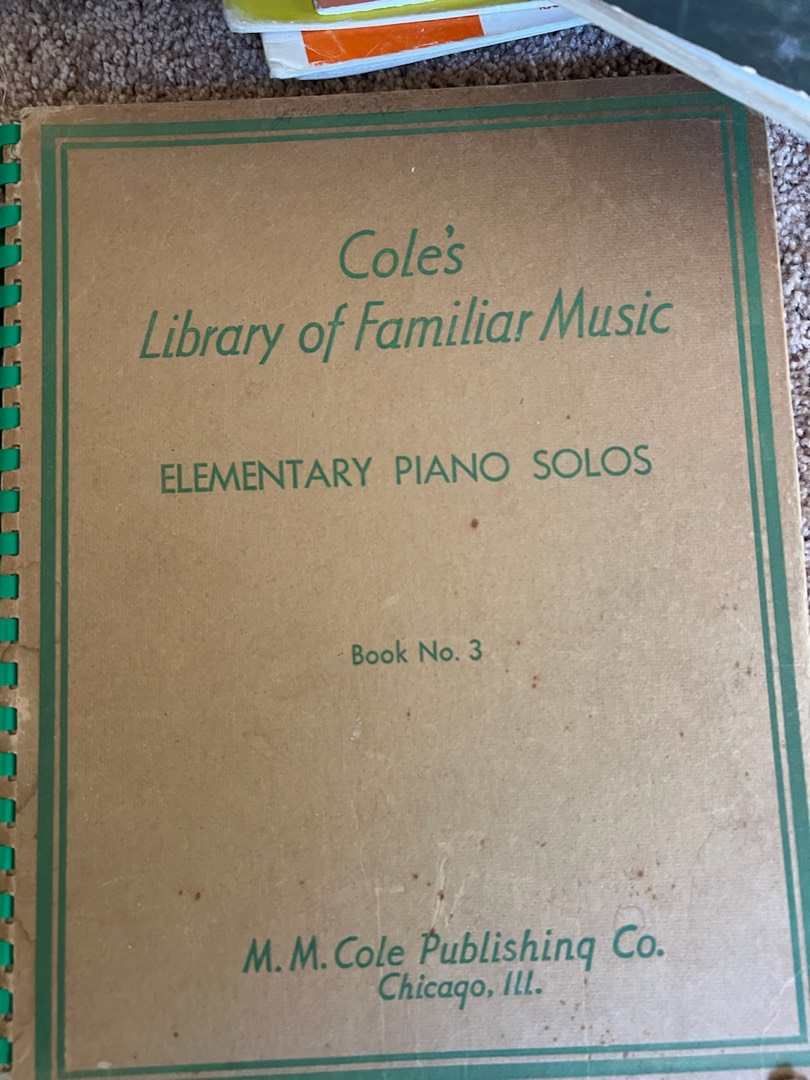 Cole's
Library of Familiar Music
ELEMENTARY PIANO SOLOS
Book No. 3
M. M. Cole Publishing Co.
Chicago, Ill.